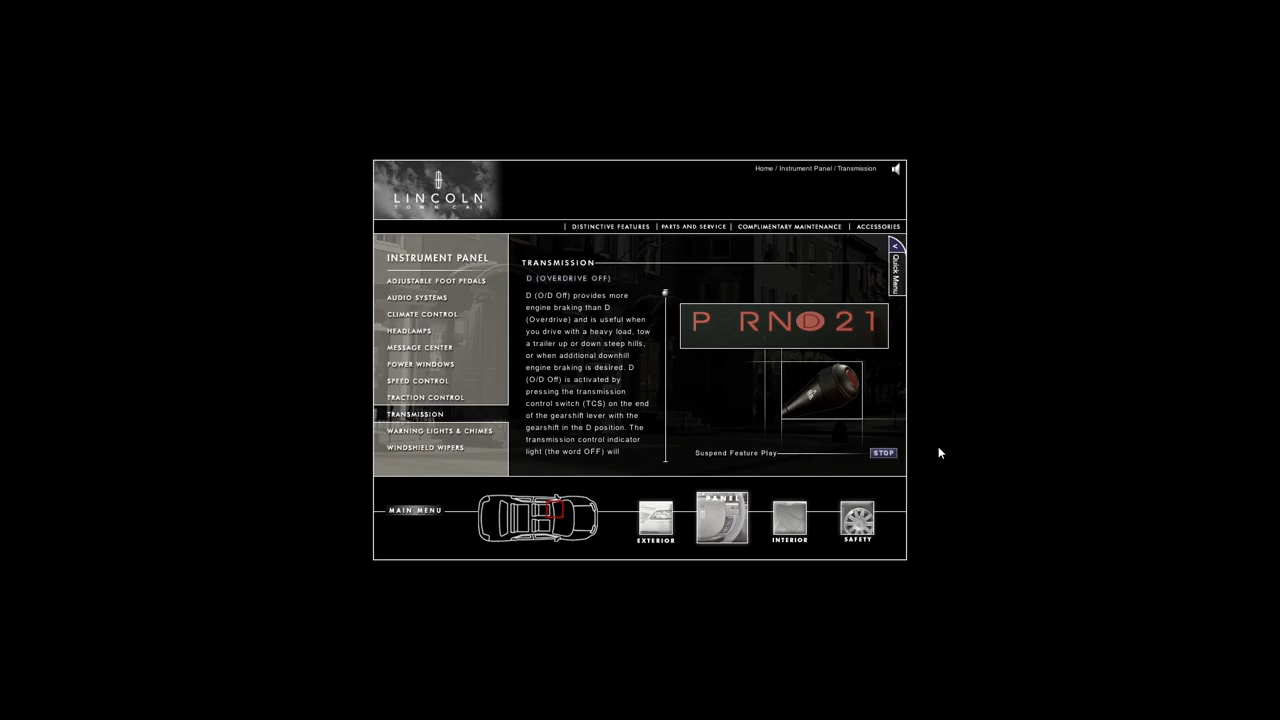 Home / Instrument Panel / Transmission
LINCOLN
TOWN CAR
DISTINCTIVE FEATURES
PARTS AND SERVICE
COMPLIMENTARY MAINTENANCE
ACCESSORIES
INSTRUMENT PANEL
ADJUSTABLE FOOT PEDALS
AUDIO SYSTEMS
CLIMATE CONTROL
HEADLAMPS
MESSAGE CENTER
POWER WINDOWS
SPEED CONTROL
TRACTION CONTROL
TRANSMISSION
WARNING LIGHTS & CHIMES
WINDSHIELD WIPERS
TRANSMISSION
D (OVERDRIVE OFF)
D (O/D Off) provides more
engine braking than D
(Overdrive) and is useful when
you drive with a heavy load, tow
a trailer up or down steep hills,
or when additional downhill
engine braking is desired. D
(O/D Off) is activated by
pressing the transmission
control switch (TCS) on the end
of the gearshift lever with the
gearshift in the D position. The
transmission control indicator
light (the word OFF) will
P RND21
Quick Menu
Suspend Feature Play
STOP
MAIN MENU
EXTERIOR
PANEL
INTERIOR
SAFETY